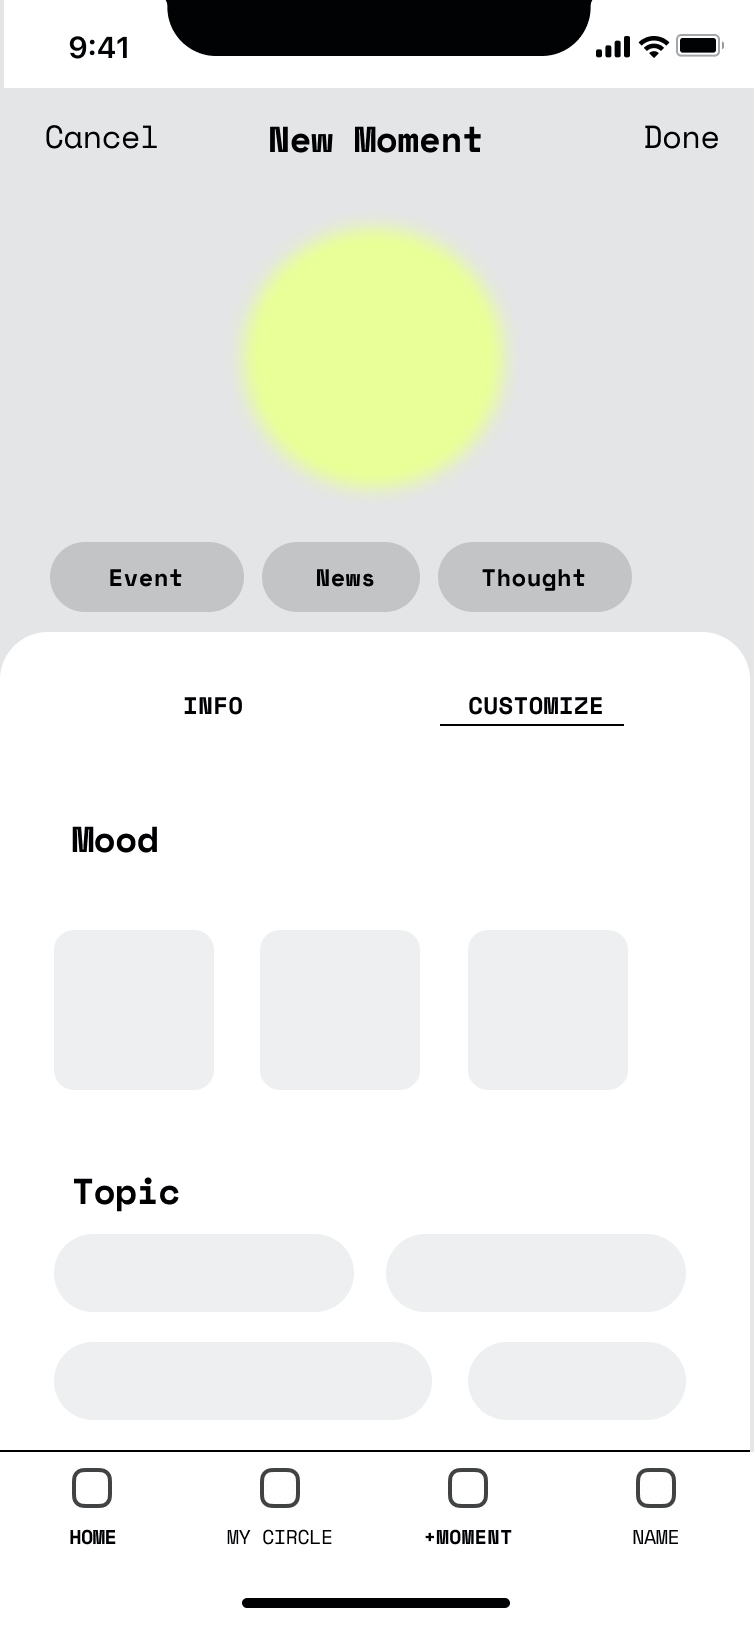 9:41
Cancel New Moment Done
Event News Thought
INFO CUSTOMIZE
Mood
Topic
HOME MY CIRCLE +MOMENT NAME